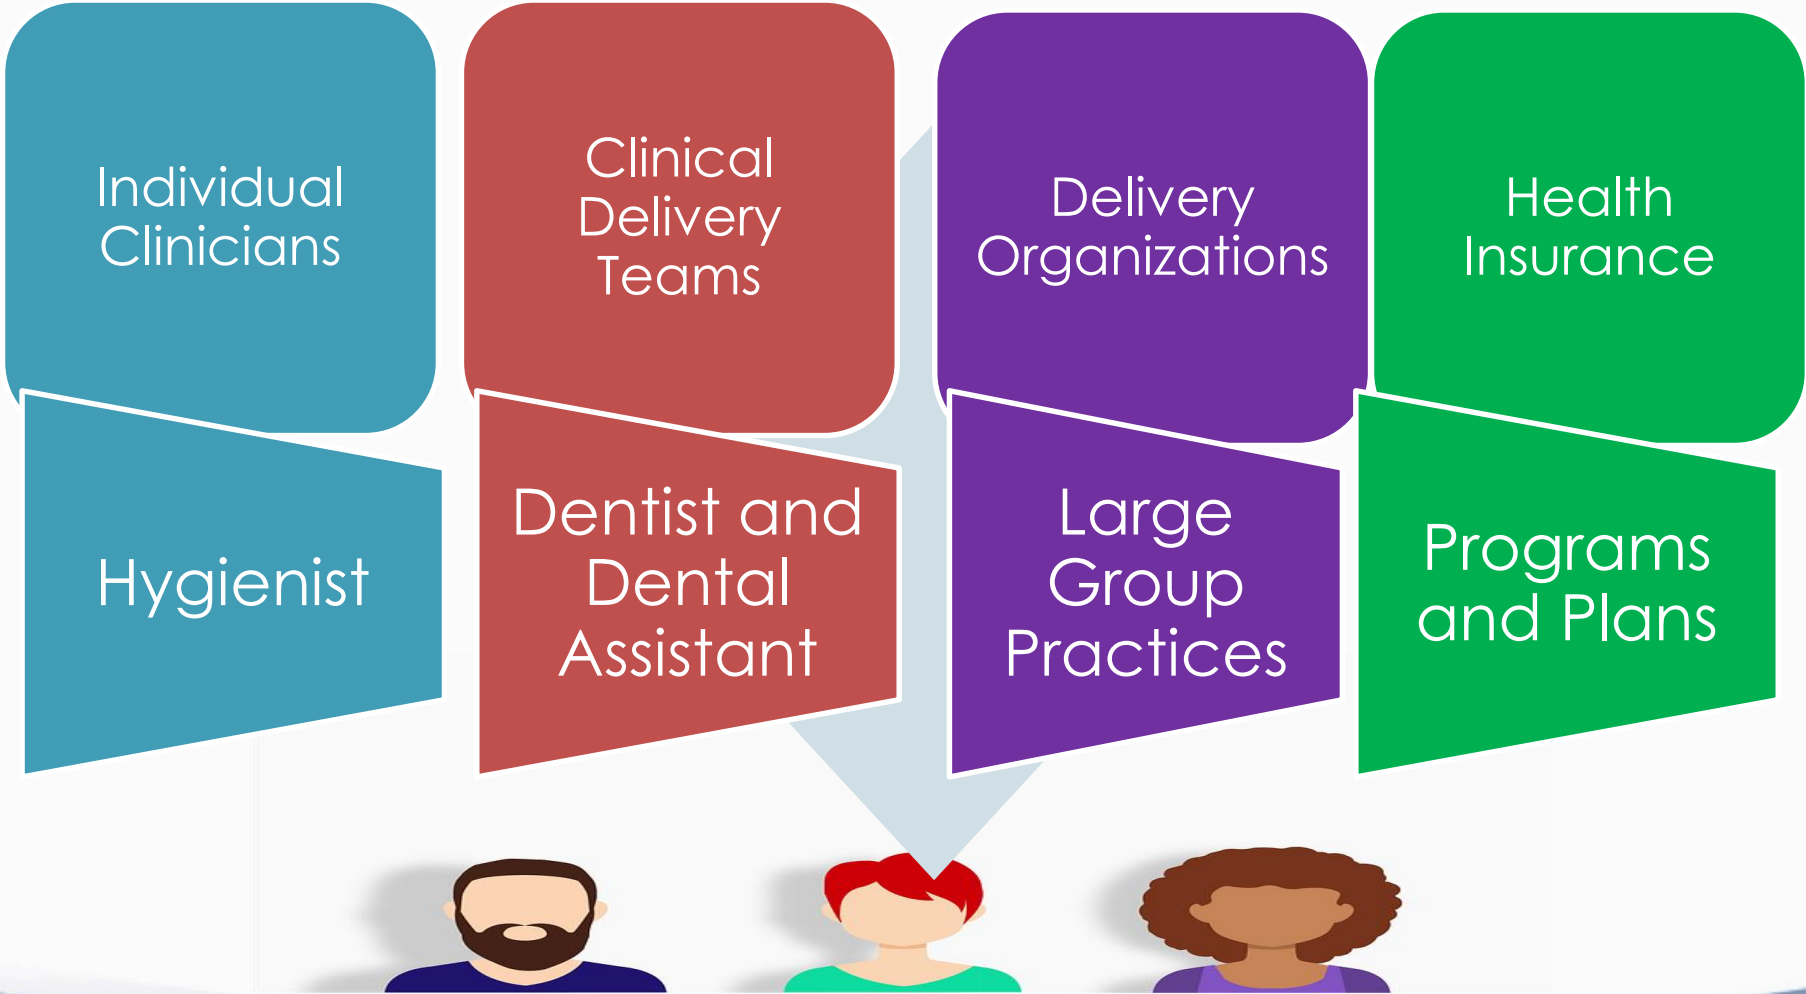 Individual
Clinicians
Clinical
Delivery
Teams
Delivery
Organizations
Health
Insurance
Hygienist
Dentist and
Dental
Assistant
Large
Group
Practices
Programs
and Plans